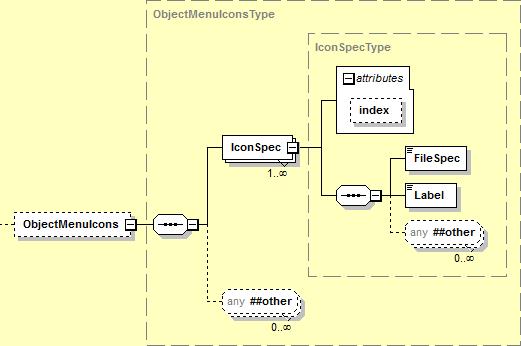 ObjectMenuIconsType
IconSpecType
attributes
index
IconSpec
1..∞
FileSpec
Label
ObjectMenuIcons
any ##other
0..∞
any ##other
0..∞